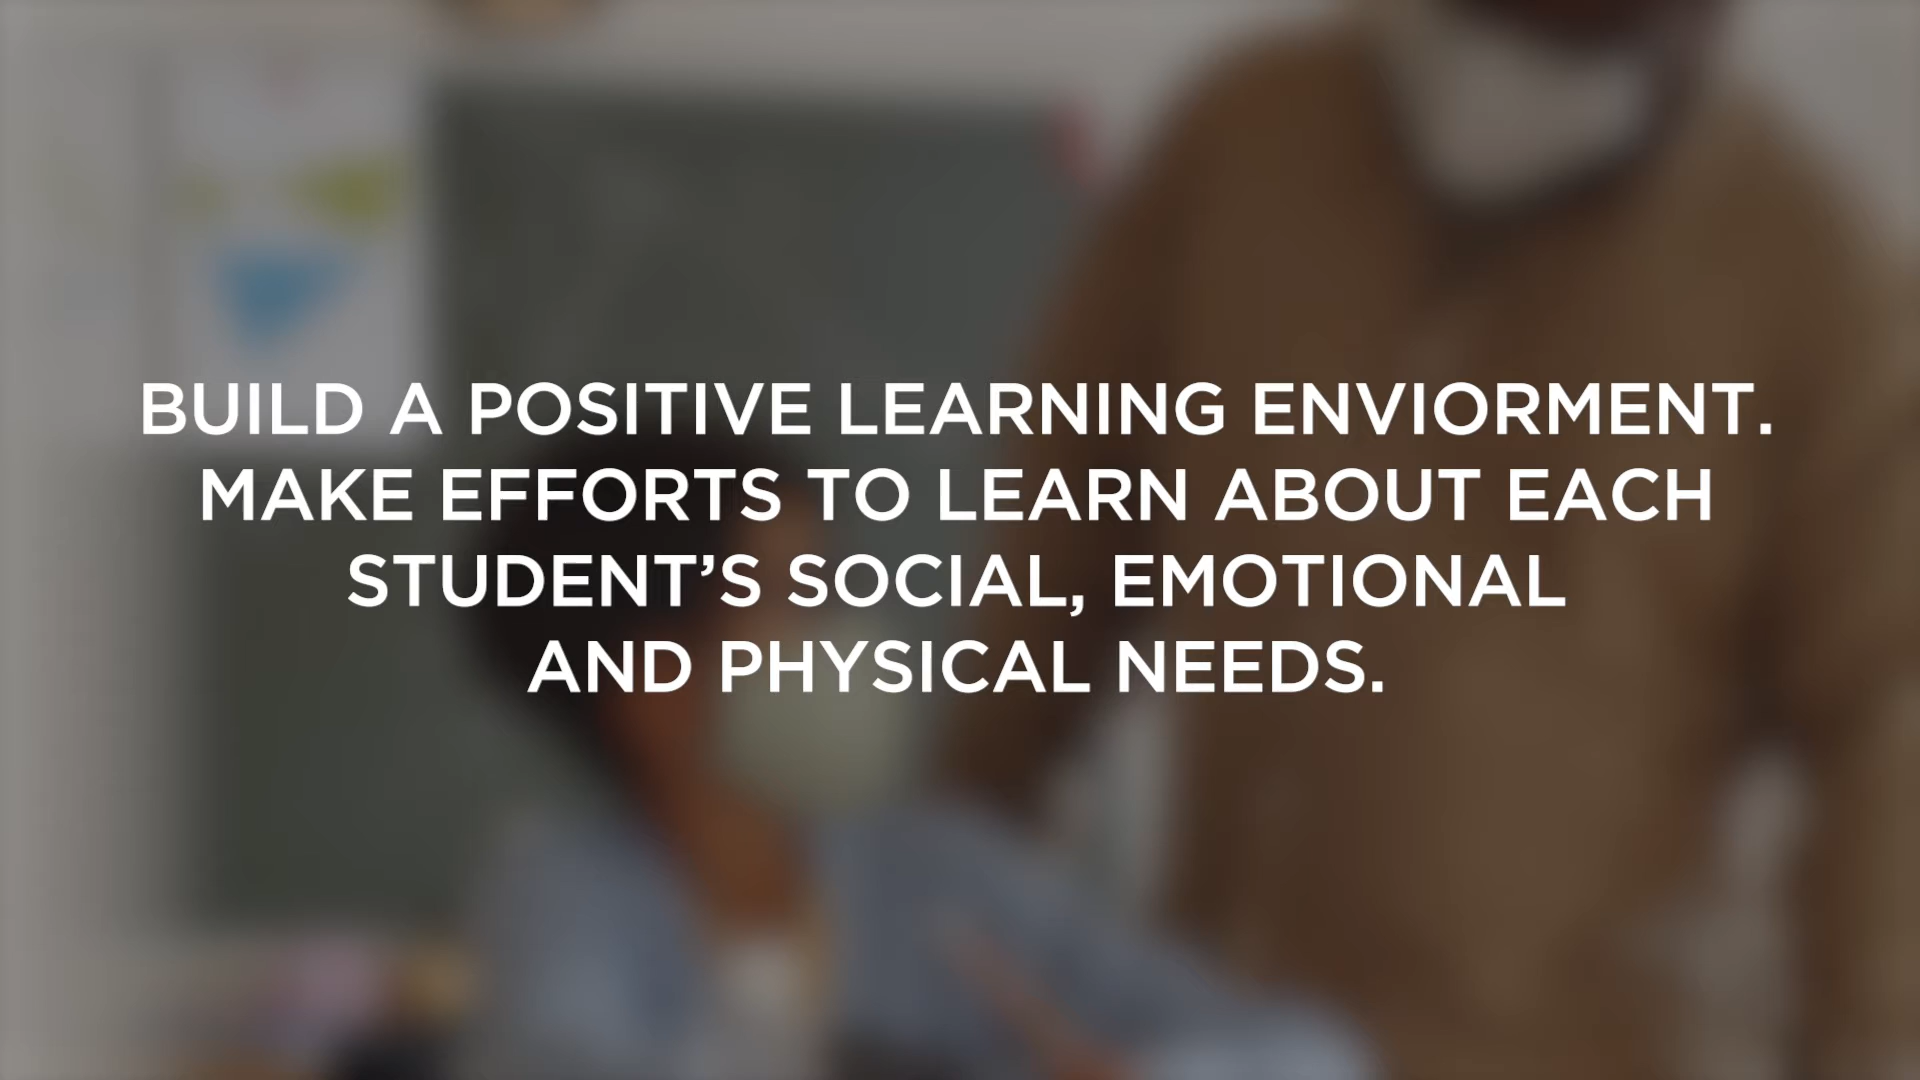 BUILD A POSITIVE LEARNING ENVIORMENT.
MAKE EFFORTS TO LEARN ABOUT EACH
STUDENT’S SOCIAL, EMOTIONAL
AND PHYSICAL NEEDS.